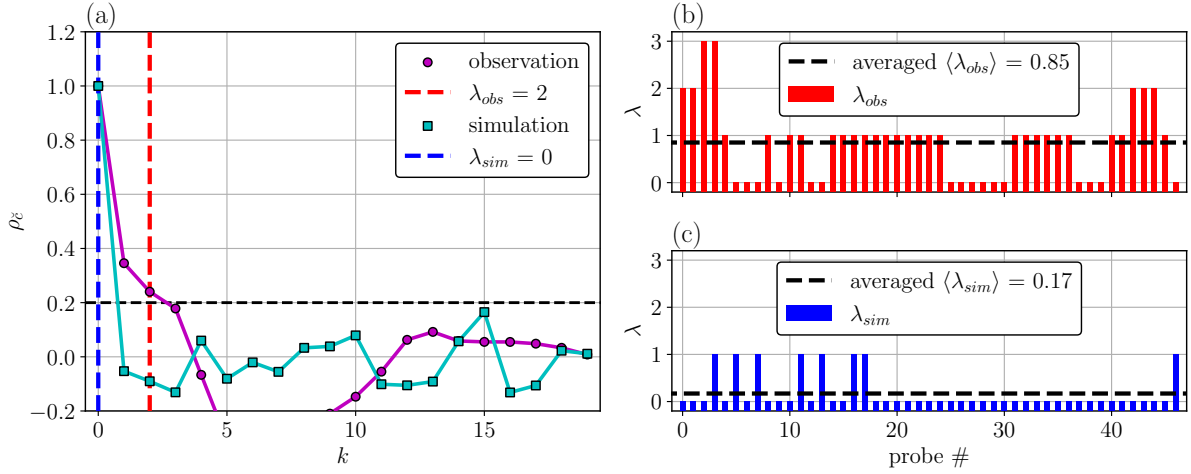 (a)
1.2
1.0
0.8
0.6
0.4
0.2
0.0
−0.2
ρ_č
0
5
10
15
k
observation
λ_obs = 2
simulation
λ_sim = 0
(b)
3
2
1
0
λ
averaged ⟨λ_obs⟩ = 0.85
λ_obs
(c)
3
2
1
0
λ
averaged ⟨λ_sim⟩ = 0.17
λ_sim
0
10
20
30
40
probe #